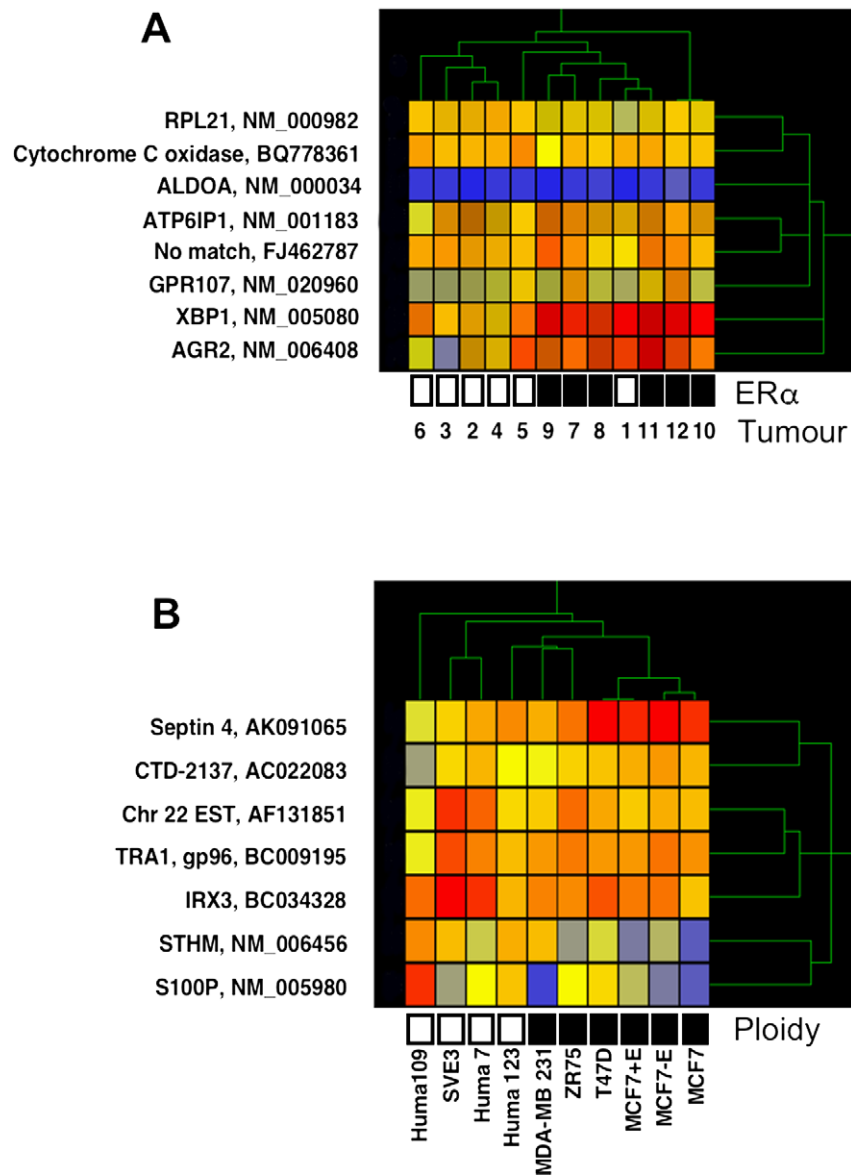 A
RPL21, NM_000982
Cytochrome C oxidase, BQ778361
ALDOA, NM_000034
ATP6IP1, NM_001183
No match, FJ462787
GPR107, NM_020960
XBP1, NM_005080
AGR2, NM_006408
ERα
6 3 2 4 5 9 7 8 1 11 12 10 Tumour
B
Septin 4, AK091065
CTD-2137, AC022083
Chr 22 EST, AF131851
TRA1, gp96, BC009195
IRX3, BC034328
STHM, NM_006456
S100P, NM_005980
Ploidy
Huma109
SVE3
Huma 7
Huma 123
MDA-MB 231
ZR75
T47D
MCF7+E
MCF7-E
MCF7